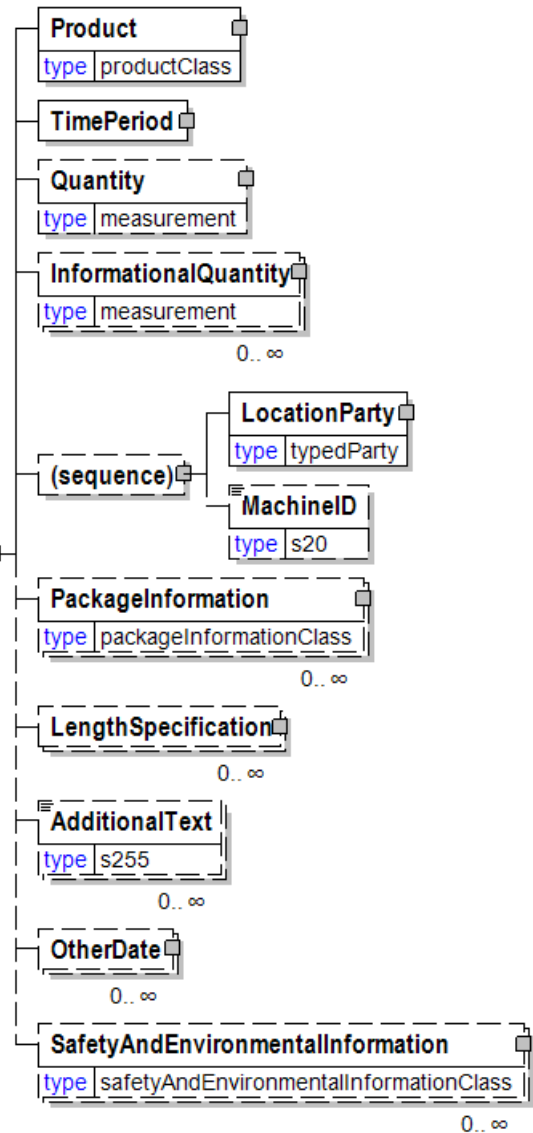 Product
type productClass
TimePeriod
Quantity
type measurement
InformationalQuantity
type measurement
0.. ∞
LocationParty
type typedParty
(sequence)
MachineID
type s20
PackageInformation
type packageInformationClass
0.. ∞
LengthSpecification
0.. ∞
AdditionalText
type s255
0.. ∞
OtherDate
0.. ∞
SafetyAndEnvironmentalInformation
type safetyAndEnvironmentalInformationClass
0.. ∞